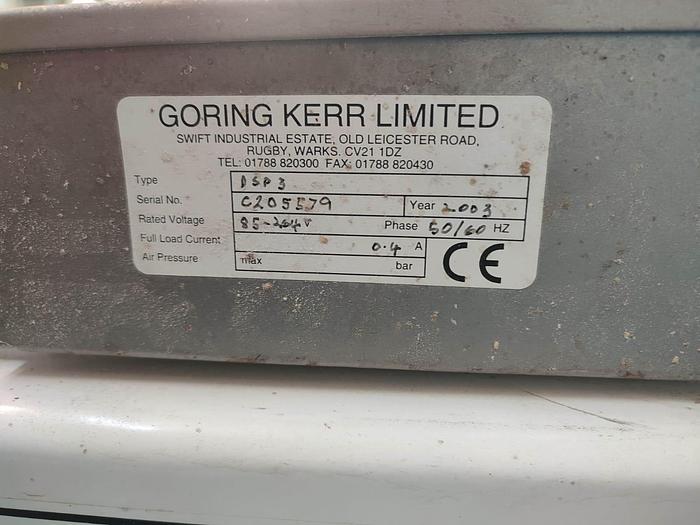 GORING KERR LIMITED
SWIFT INDUSTRIAL ESTATE, OLD LEICESTER ROAD,
RUGBY, WARKS. CV21 1DZ
TEL: 01788 820300 FAX: 01788 820430
Type DSP3
Serial No. C205579 Year 2003
Rated Voltage 85-264V Phase 50/60 HZ
Full Load Current 0.4 A
Air Pressure max bar
CE